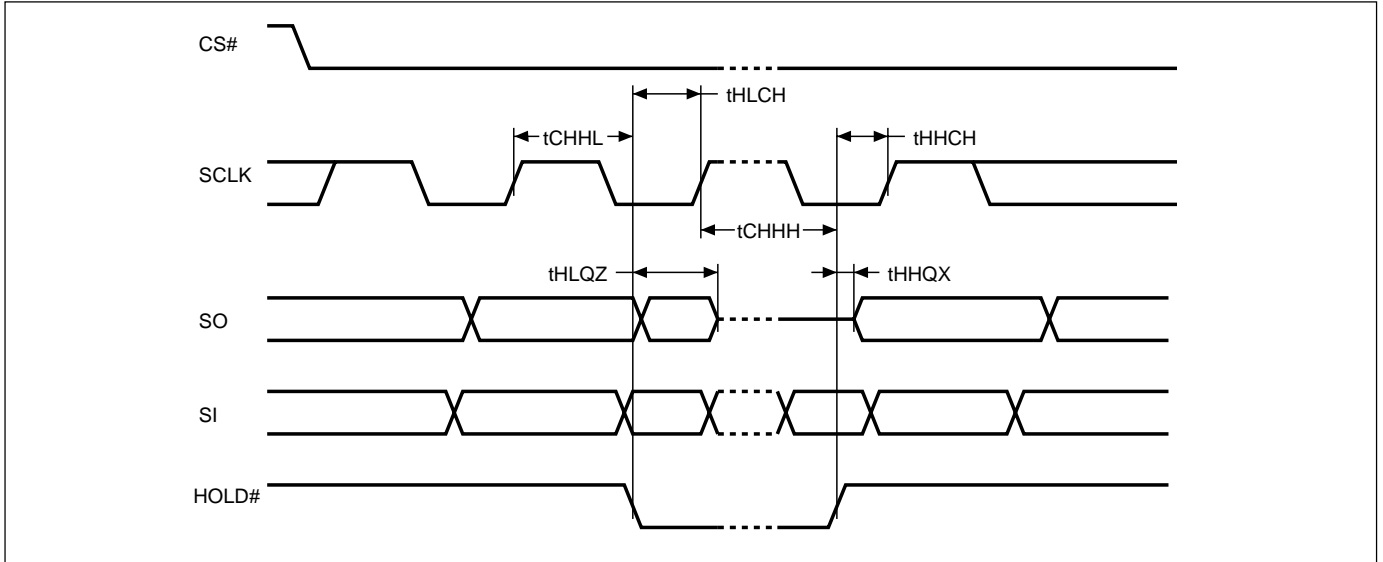 CS#
tHLCH
tCHHL
tHHCH
SCLK
tCHHH
tHLQZ
tHHQX
SO
SI
HOLD#